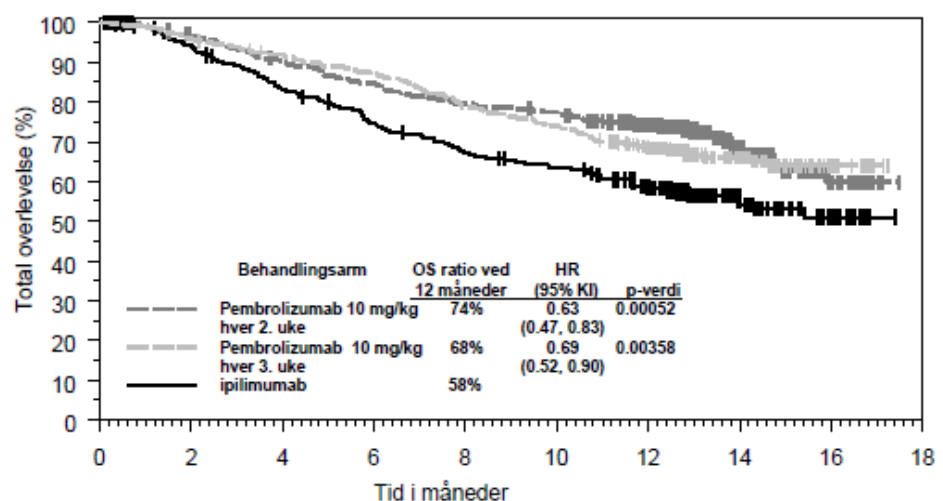 100
90
80
70
60
50
40
30
20
10
0
Total overlevelse (%)
Behandlingsarm OS ratio ved HR
12 måneder (95% KI) p-verdi
Pembrolizumab 10 mg/kg 74% 0.63 0.00052
hver 2. uke (0.47, 0.83)
Pembrolizumab 10 mg/kg 68% 0.69 0.00358
hver 3. uke (0.52, 0.90)
ipilimumab 58%
0 2 4 6 8 10 12 14 16 18
Tid i måneder